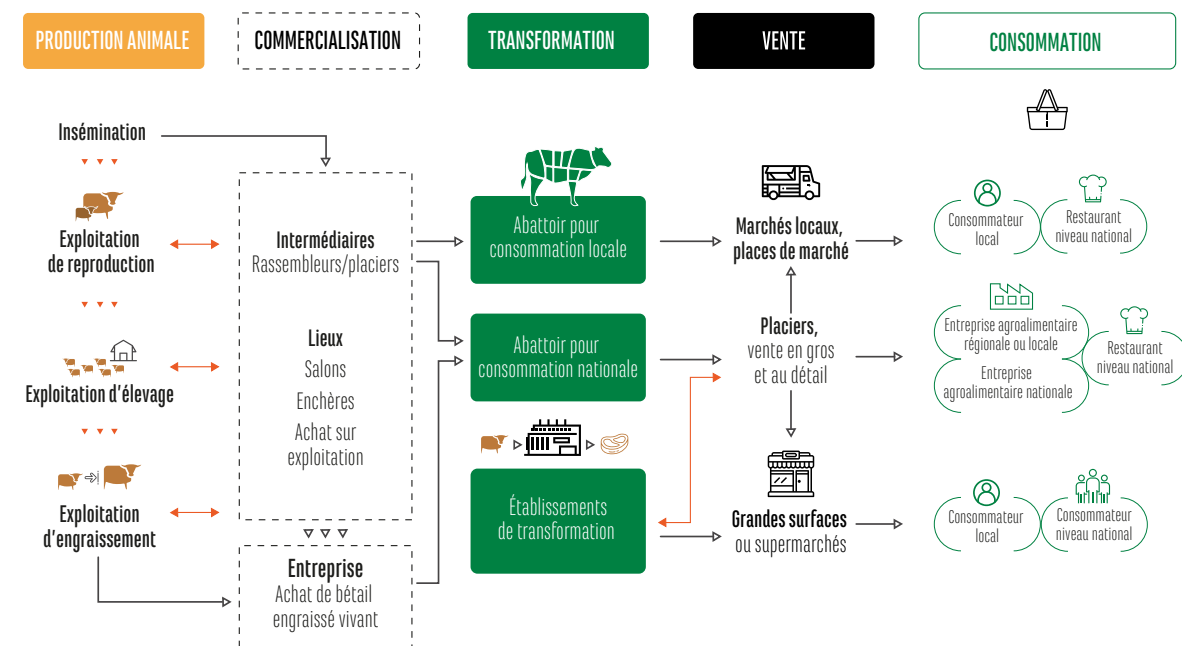 PRODUCTION ANIMALE
COMMERCIALISATION
TRANSFORMATION
VENTE
CONSOMMATION
Insémination
Exploitation
de reproduction
Exploitation d'élevage
Exploitation
d'engraissement
Intermédiaires
Rassembleurs/placiers
Lieux
Salons
Enchères
Achat sur
exploitation
Entreprise
Achat de bétail
engraissé vivant
Abattoir pour
consommation locale
Abattoir pour
consommation nationale
Établissements
de transformation
Marchés locaux,
places de marché
Placiers,
vente en gros
et au détail
Grandes surfaces
ou supermarchés
Consommateur
local
Restaurant
niveau national
Entreprise agroalimentaire
régionale ou locale
Entreprise
agroalimentaire nationale
Restaurant
niveau national
Consommateur
local
Consommateur
niveau national